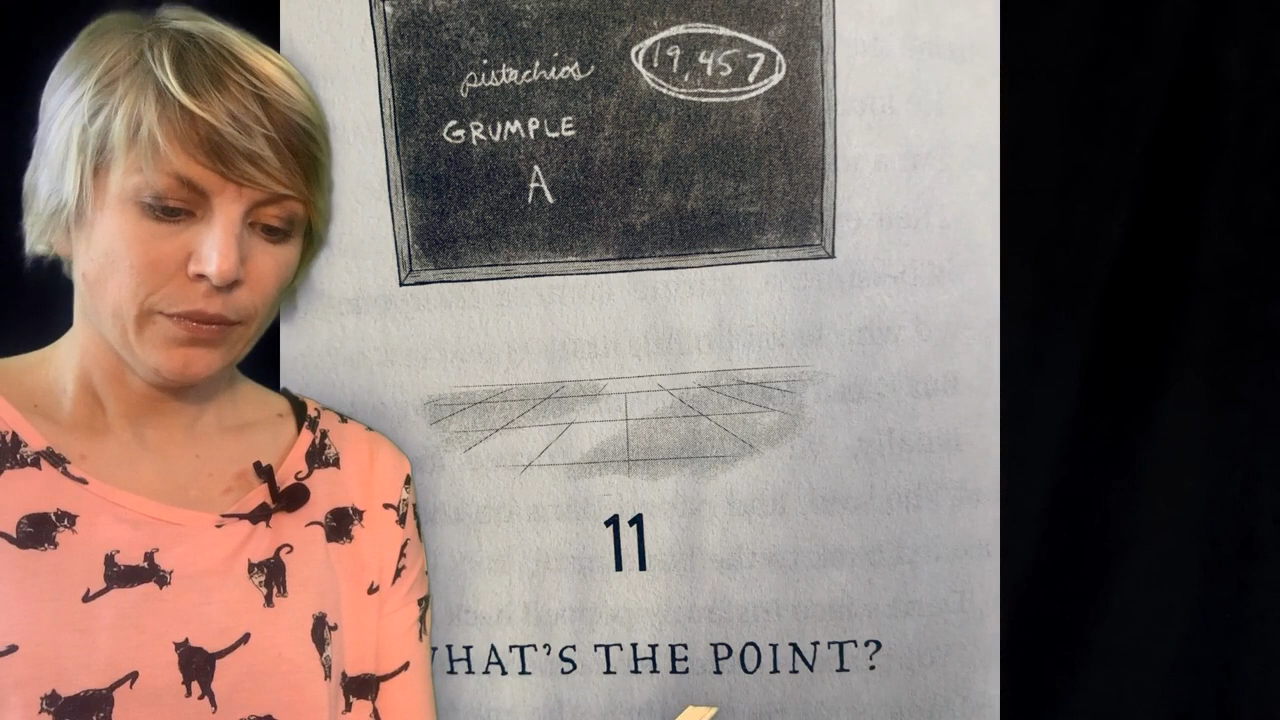 pistachios 19,457
GRUMPLE
A
11
WHAT'S THE POINT?